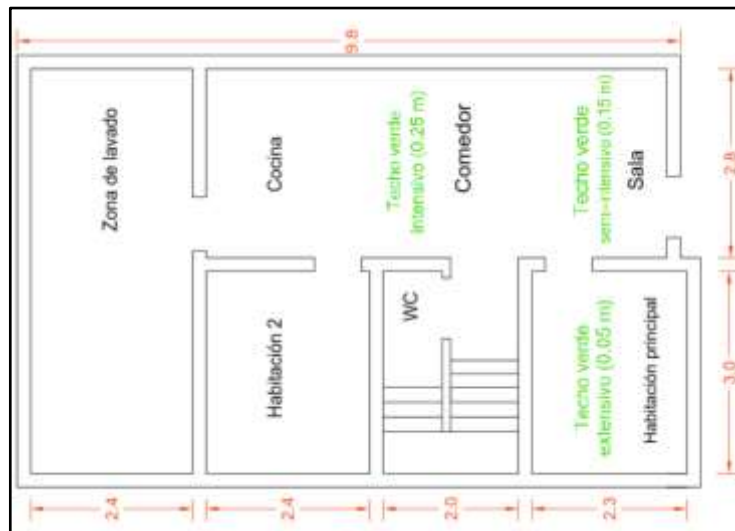 9.8
Zona de lavado
Cocina
Techo verde
intensivo (0.25 m)
Comedor
Techo verde
semi-intensivo (0.15 m)
Sala
2.8
Habitación 2
WC
Techo verde
extensivo (0.05 m)
Habitación principal
3.0
2.4
2.4
2.0
2.3